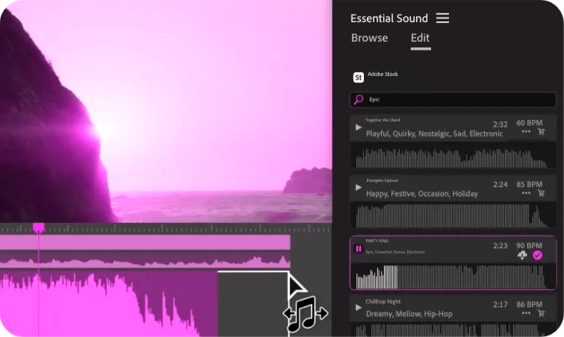 Essential Sound
Browse Edit
St Adobe Stock
Epic
Together We Stand
2:32 60 BPM
Playful, Quirky, Nostalgic, Sad, Electronic
Energetic Upbeat
2:24 85 BPM
Happy, Festive, Occasion, Holiday
PARTY KING
2:23 90 BPM
Epic, Powerful, Dance, Electronic
Chillhop Night
2:17 86 BPM
Dreamy, Mellow, Hip-Hop